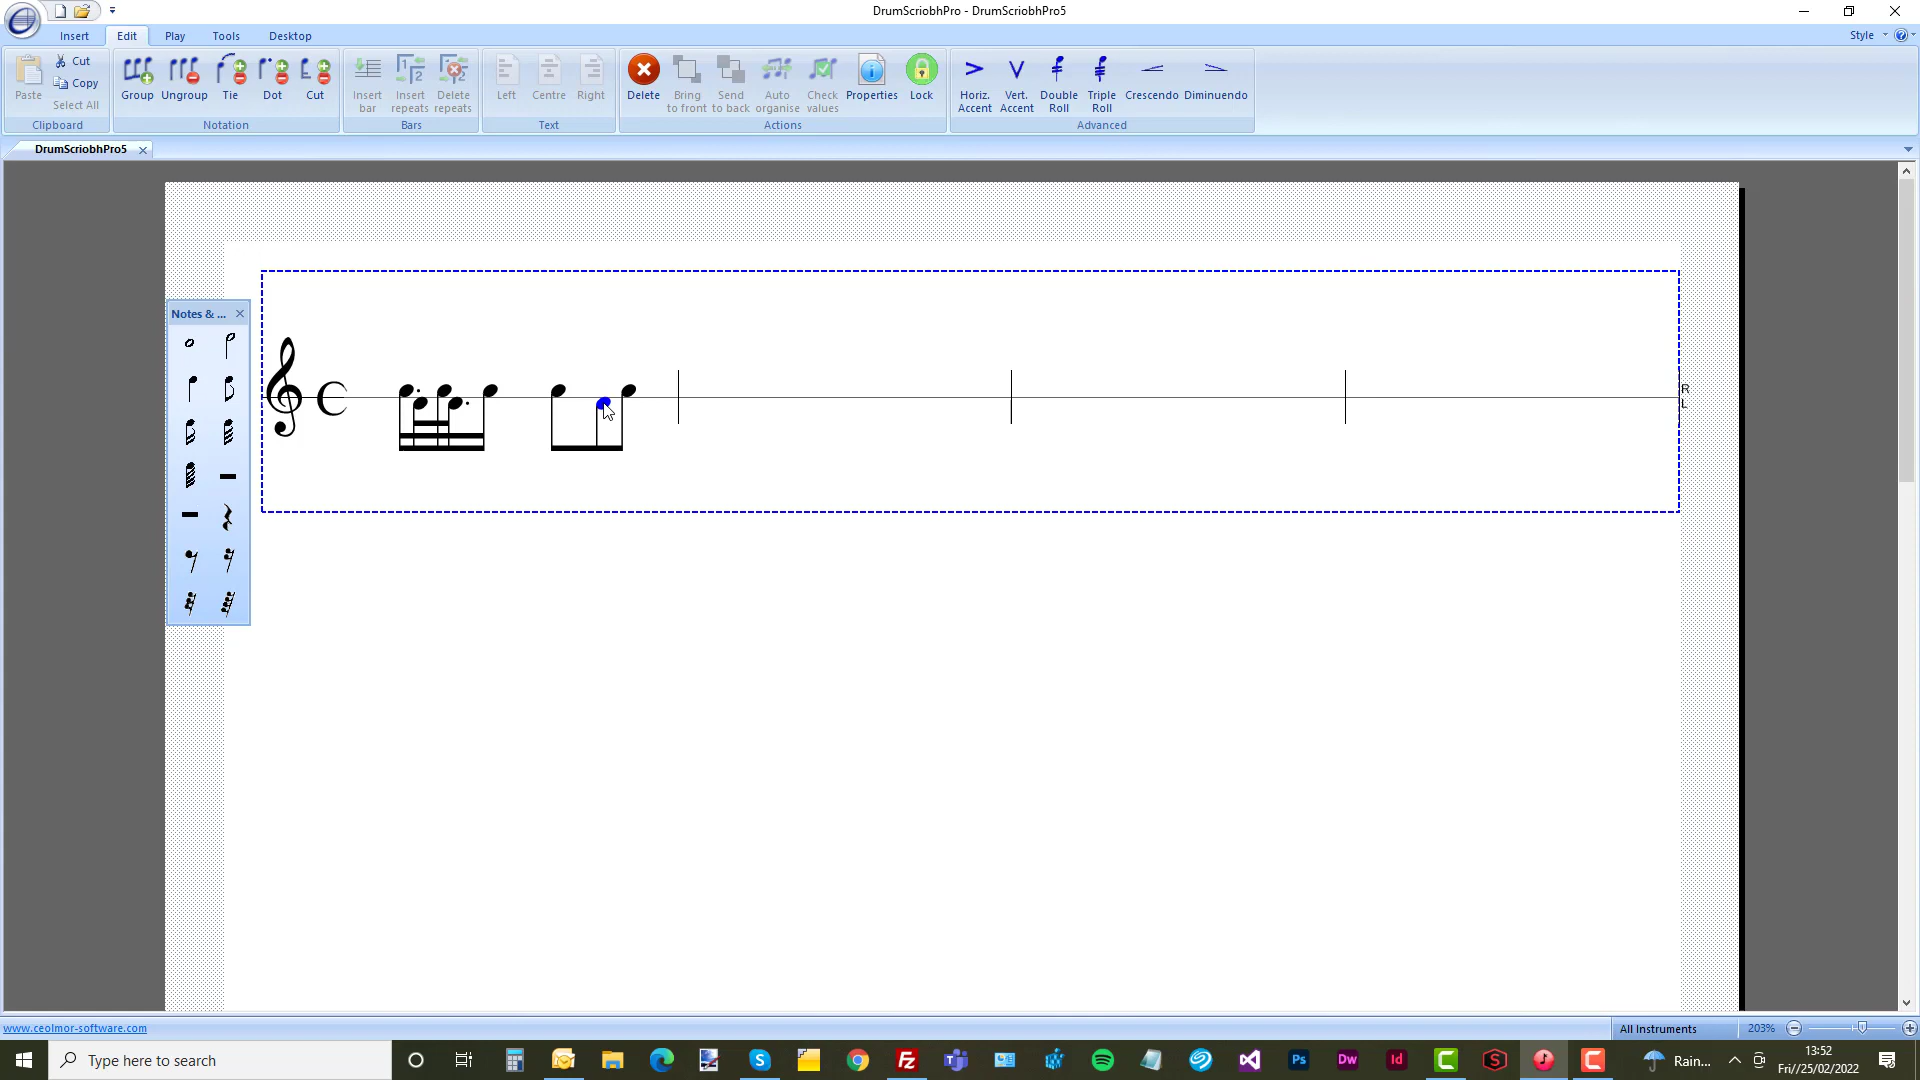 DrumScriobhPro - DrumScriobhPro5
Insert Edit Play Tools Desktop Style
Paste Cut Copy Select All
Clipboard
Group Ungroup Tie Dot Cut
Notation
Insert bar Insert repeats Delete repeats
Bars
Left Centre Right
Text
Delete Bring to front Send to back Auto organise Check values Properties Lock
Actions
Horiz. Accent Vert. Accent Double Roll Triple Roll Crescendo Diminuendo
Advanced
DrumScriobhPro5
Notes & ...
R
L
www.ceolmor-software.com
All Instruments 203%
Type here to search
Rain...
13:52
Fri//25/02/2022